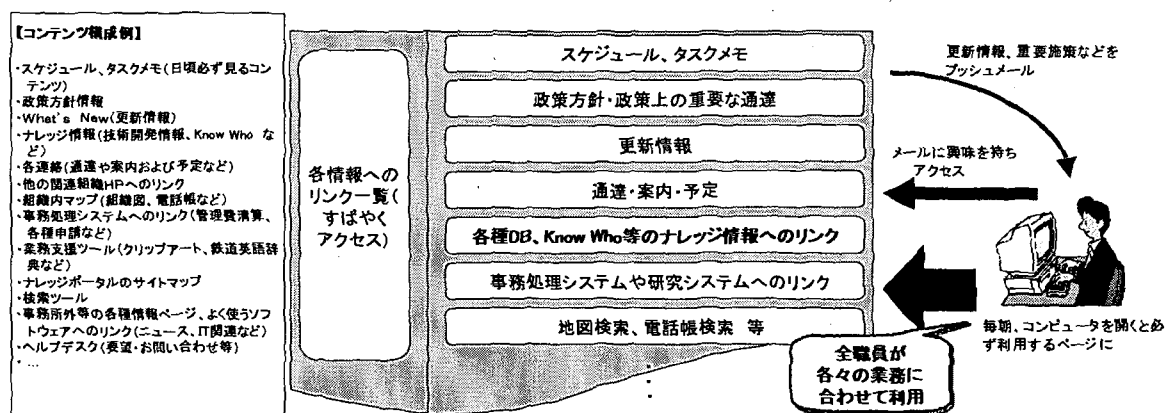 【コンテンツ構成例】
・スケジュール、タスクメモ(日頃必ず見るコン
テンツ)
・政策方針情報
・What's New(更新情報)
・ナレッジ情報(技術開発情報、Know Who な
ど)
・各連絡(通達や案内および予定など)
・他の関連組織HPへのリンク
・組織内マップ(組織図、電話帳など)
・事務処理システムへのリンク(管理費清算、
各種申請など)
・業務支援ツール(クリップアート、鉄道英語辞
典など)
・ナレッジポータルのサイトマップ
・検索ツール
・事務所外等の各種情報ページ、よく使うソフ
トウェアへのリンク(ニュース、IT関連など)
・ヘルプデスク(要望・お問い合わせ等)
・…
各情報への
リンク一覧(
すばやく
アクセス)
スケジュール、タスクメモ
政策方針・政策上の重要な通達
更新情報
通達・案内・予定
各種DB、Know Who等のナレッジ情報へのリンク
事務処理システムや研究システムへのリンク
地図検索、電話帳検索 等
全職員が
各々の業務に
合わせて利用
更新情報、重要施策などを
プッシュメール
メールに興味を持ち
アクセス
毎朝、コンピュータを開くと必
ず利用するページに